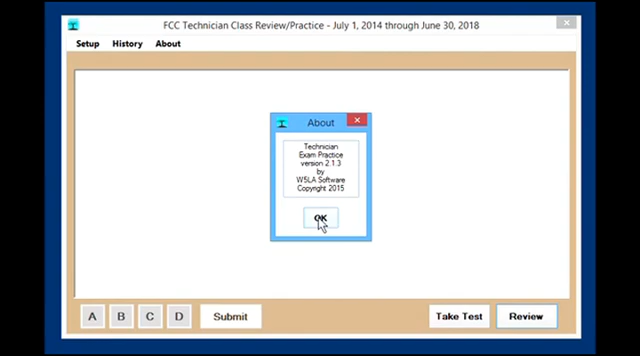 FCC Technician Class Review/Practice - July 1, 2014 through June 30, 2018
Setup History About
About
Technician
Exam Practice
version 2.1.3
by
W5LA Software
Copyright 2015
OK
A B C D Submit Take Test Review